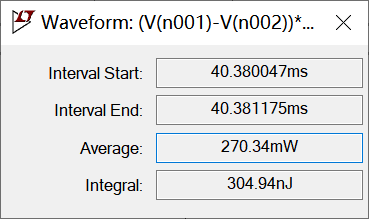 Waveform: (V(n001)-V(n002))*...
Interval Start: 40.380047ms
Interval End: 40.381175ms
Average: 270.34mW
Integral: 304.94nJ